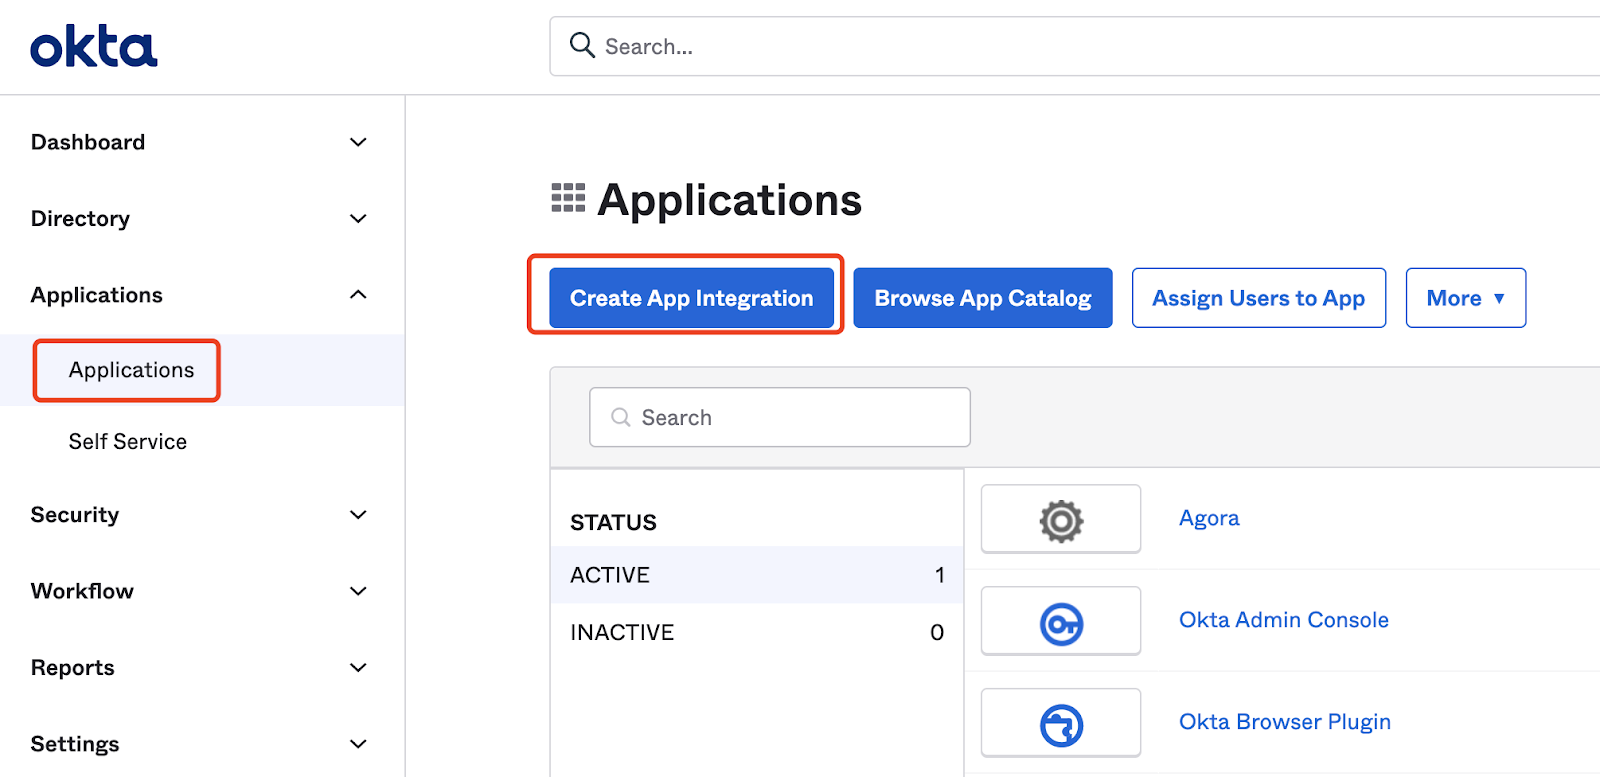 okta
Search...
Dashboard
Directory
Applications
Applications
Self Service
Security
Workflow
Reports
Settings
Applications
Create App Integration
Browse App Catalog
Assign Users to App
More ▼
Search
STATUS
ACTIVE 1
INACTIVE 0
Agora
Okta Admin Console
Okta Browser Plugin